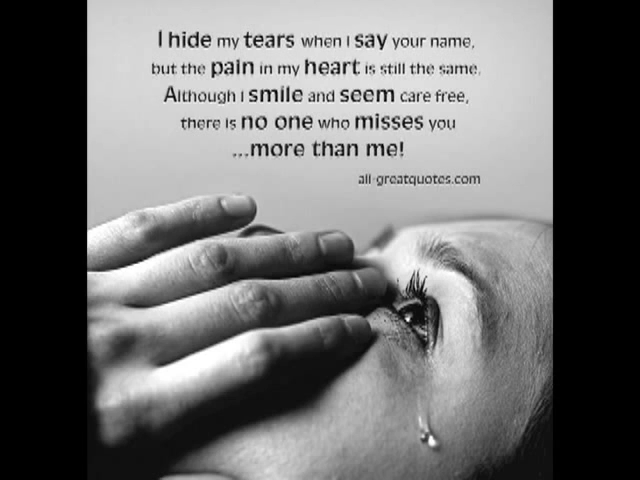 I hide my tears when I say your name,
but the pain in my heart is still the same.
Although I smile and seem care free,
there is no one who misses you
...more than me!
all-greatquotes.com